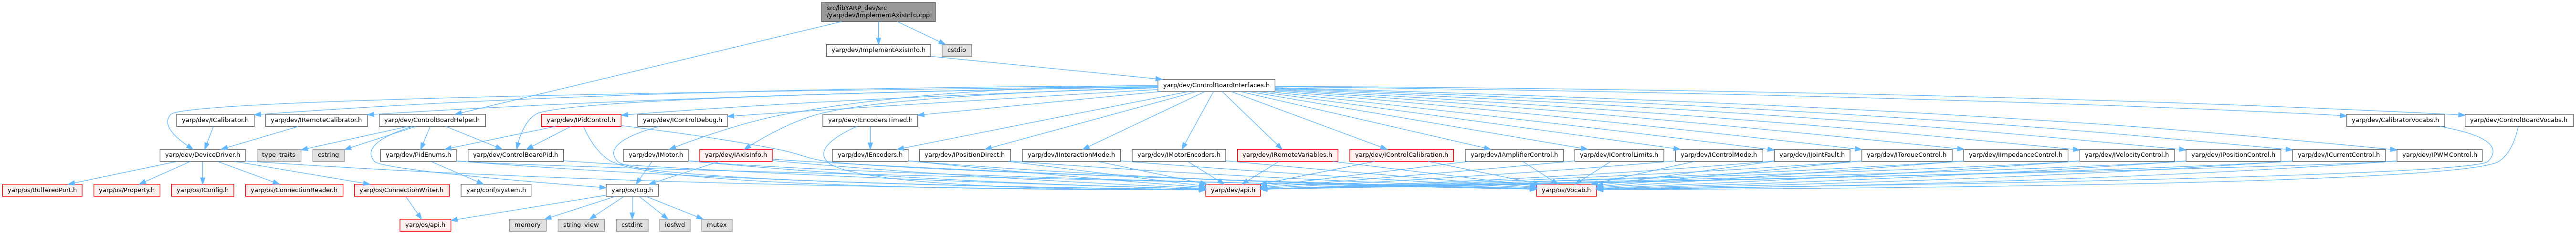 src/libYARP_dev/src
/yarp/dev/ImplementAxisInfo.cpp
yarp/dev/ImplementAxisInfo.h
cstdio
yarp/dev/ControlBoardInterfaces.h
yarp/dev/ICalibrator.h
yarp/dev/IRemoteCalibrator.h
yarp/dev/ControlBoardHelper.h
yarp/dev/IPidControl.h
yarp/dev/IControlDebug.h
yarp/dev/IEncodersTimed.h
yarp/dev/CalibratorVocabs.h
yarp/dev/ControlBoardVocabs.h
yarp/dev/DeviceDriver.h
type_traits
cstring
yarp/dev/PidEnums.h
yarp/dev/ControlBoardPid.h
yarp/dev/IMotor.h
yarp/dev/IAxisInfo.h
yarp/dev/IEncoders.h
yarp/dev/IPositionDirect.h
yarp/dev/IInteractionMode.h
yarp/dev/IMotorEncoders.h
yarp/dev/IRemoteVariables.h
yarp/dev/IControlCalibration.h
yarp/dev/IAmplifierControl.h
yarp/dev/IControlLimits.h
yarp/dev/IControlMode.h
yarp/dev/IJointFault.h
yarp/dev/ITorqueControl.h
yarp/dev/IImpedanceControl.h
yarp/dev/IVelocityControl.h
yarp/dev/IPositionControl.h
yarp/dev/ICurrentControl.h
yarp/dev/IPWMControl.h
yarp/os/BufferedPort.h
yarp/os/Property.h
yarp/os/IConfig.h
yarp/os/ConnectionReader.h
yarp/os/ConnectionWriter.h
yarp/conf/system.h
yarp/os/Log.h
yarp/dev/api.h
yarp/os/Vocab.h
yarp/os/api.h
memory
string_view
cstdint
iosfwd
mutex